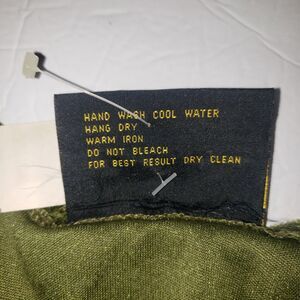 HAND WASH COOL WATER
HANG DRY
WARM IRON
DO NOT BLEACH
FOR BEST RESULT DRY CLEAN